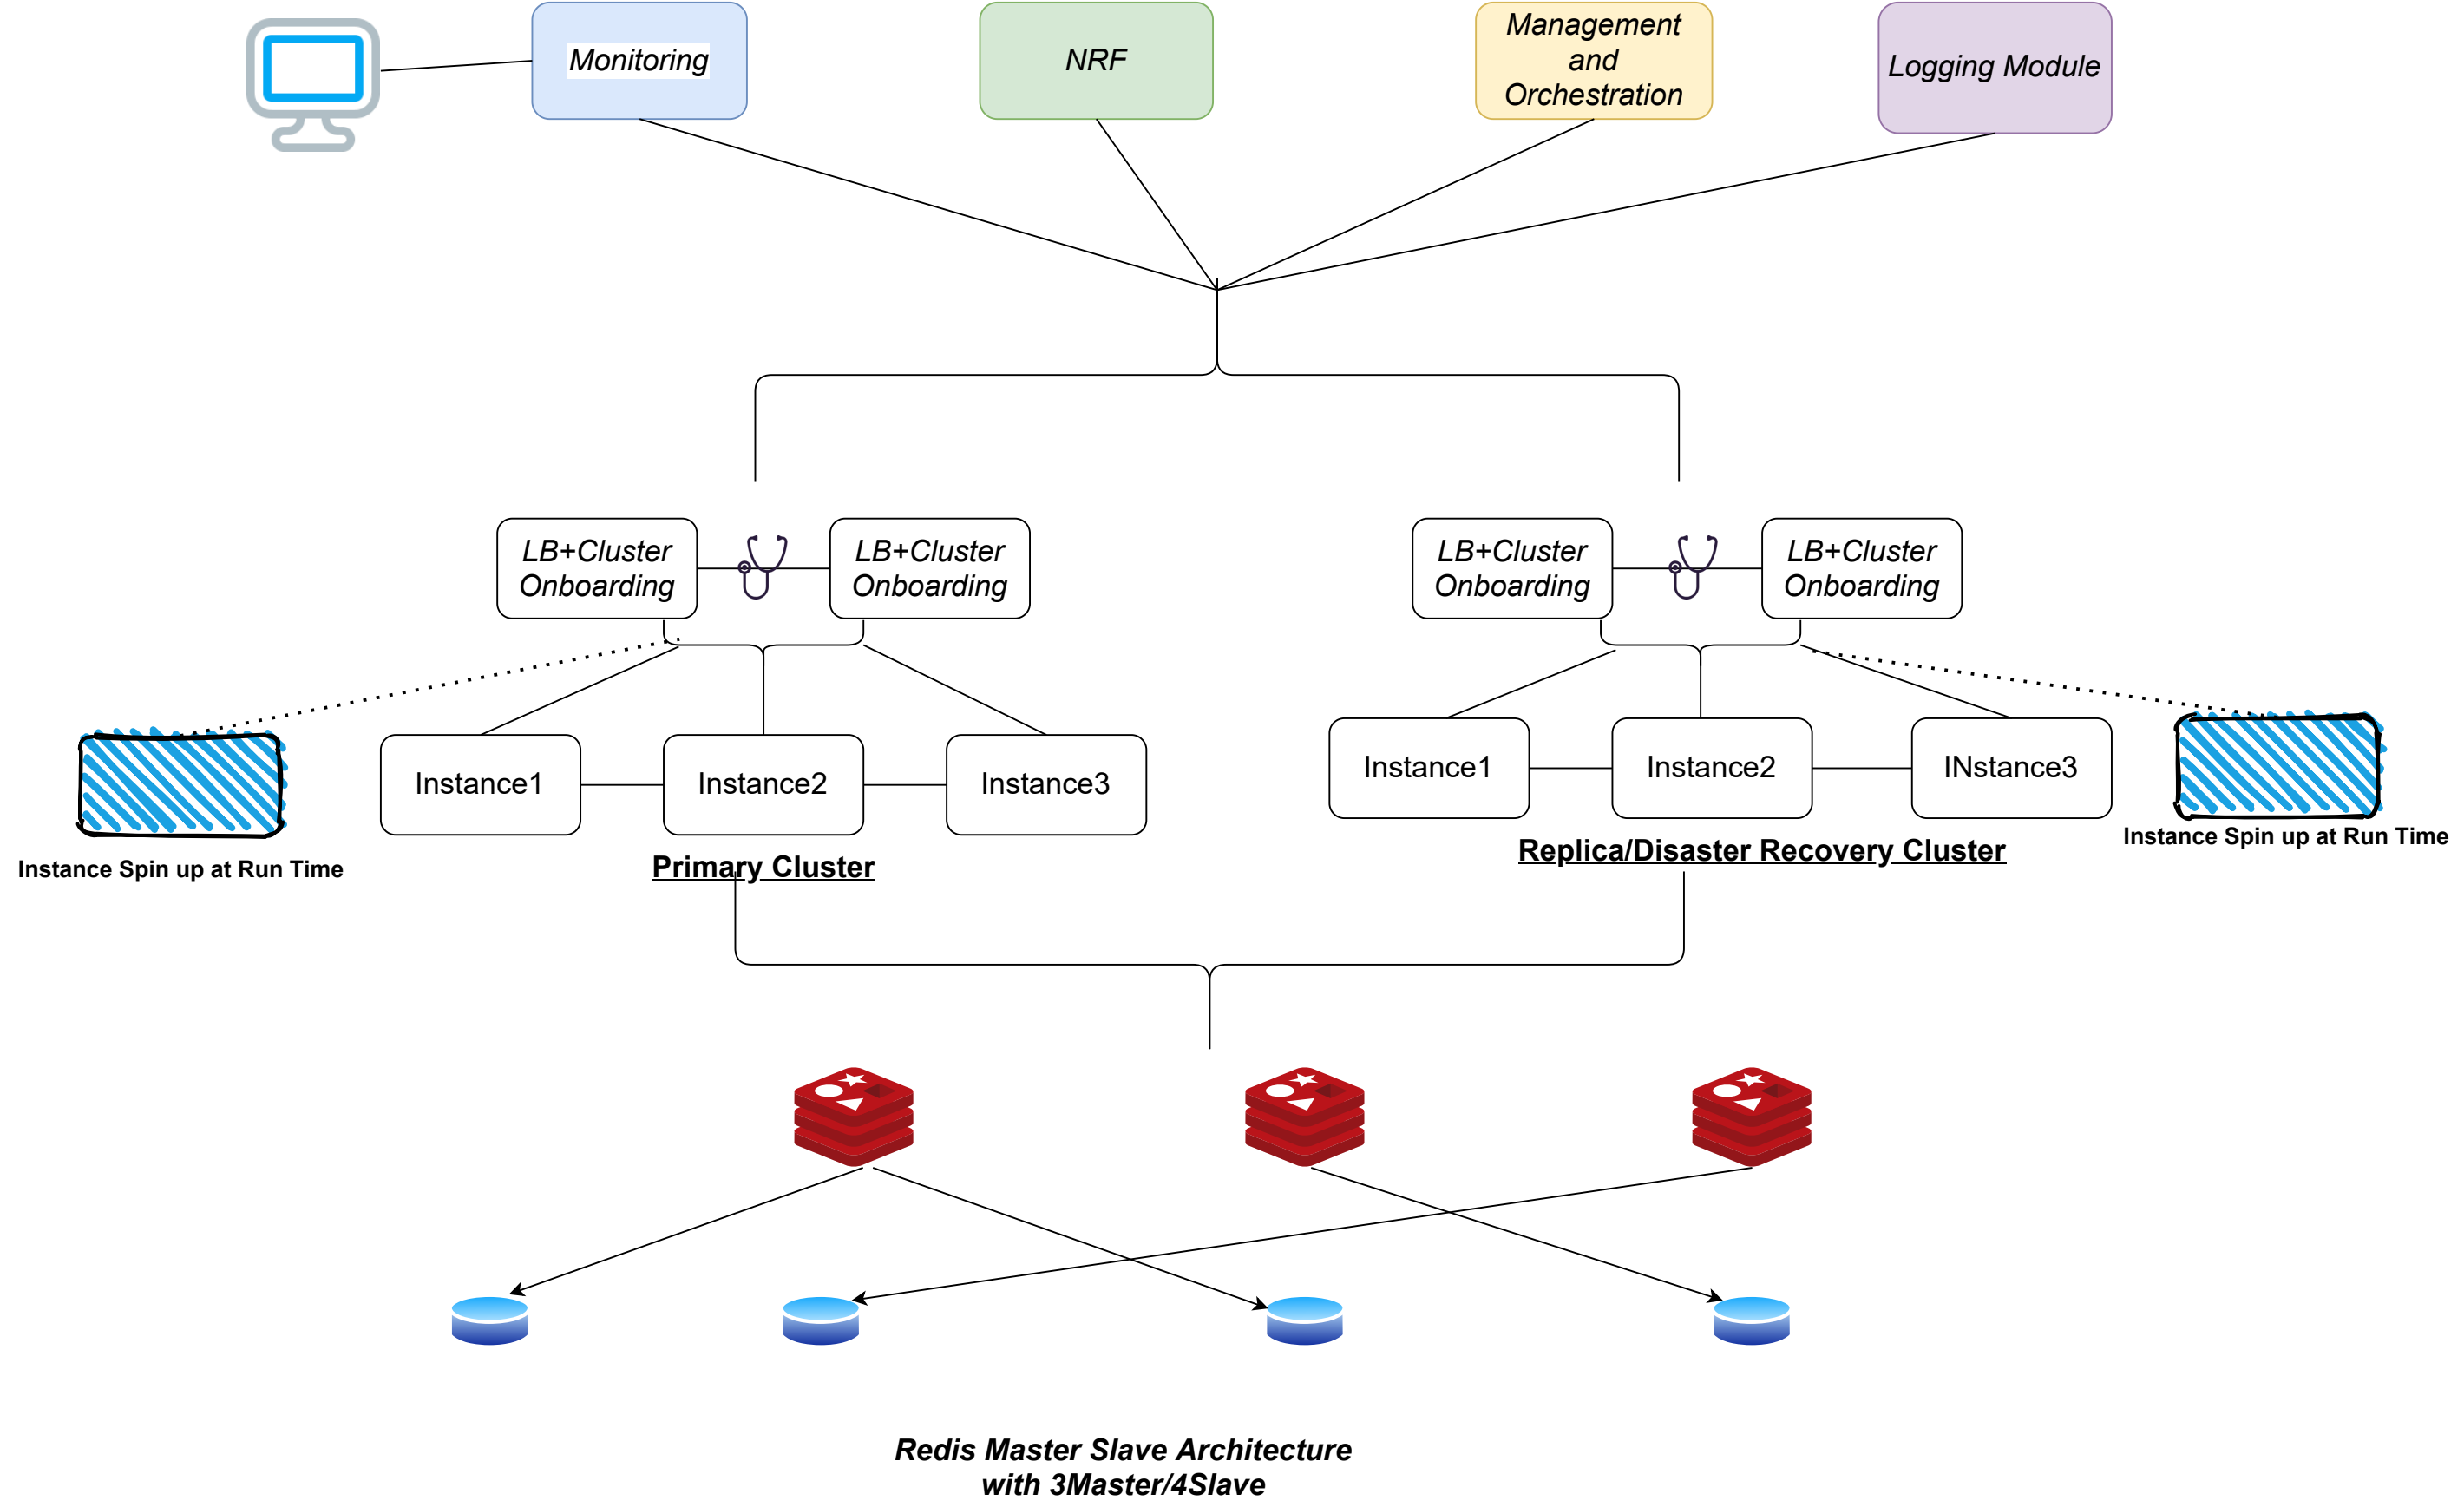 Monitoring
NRF
Management
and
Orchestration
Logging Module
LB+Cluster
Onboarding
LB+Cluster
Onboarding
LB+Cluster
Onboarding
LB+Cluster
Onboarding
Instance1
Instance2
Instance3
Instance1
Instance2
INstance3
Instance Spin up at Run Time
Primary Cluster
Replica/Disaster Recovery Cluster
Instance Spin up at Run Time
Redis Master Slave Architecture
with 3Master/4Slave